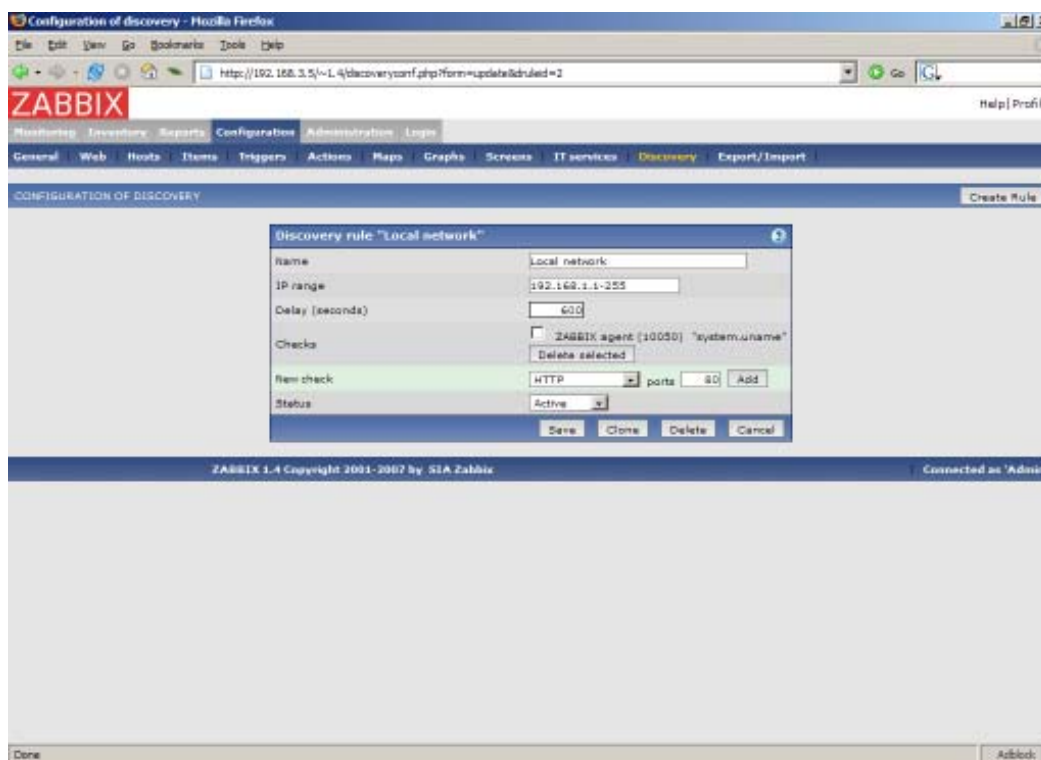 Configuration of discovery - Mozilla Firefox
File Edit View Go Bookmarks Tools Help
http://192.168.3.5/~1.4/discoveryconf.php?form=update&druleid=2 Go
ZABBIX
Help | Profil
Monitoring Inventory Reports Configuration Administration Login
General Web Hosts Items Triggers Actions Maps Graphs Screens IT services Discovery Export/Import
CONFIGURATION OF DISCOVERY Create Rule
Discovery rule "Local network"
Name Local network
IP range 192.168.1.1-255
Delay (seconds) 600
Checks ZABBIX agent (10050) "system.uname"
Delete selected
New check HTTP ports 80 Add
Status Active
Save Clone Delete Cancel
ZABBIX 1.4 Copyright 2001-2007 by SIA Zabbix Connected as 'Admi
Done Adblock